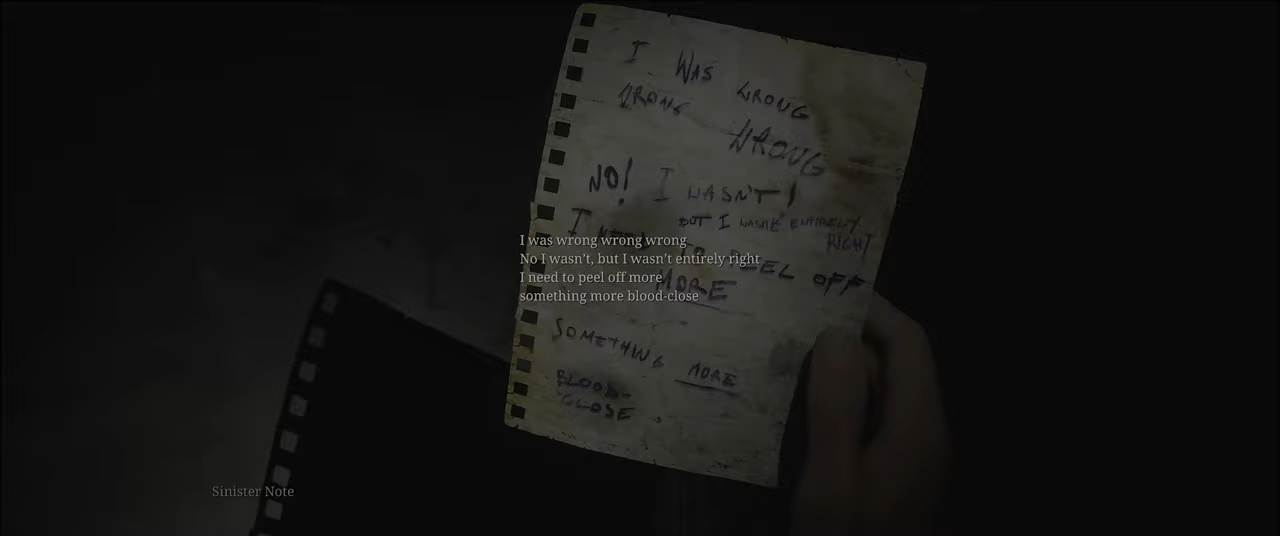 I WAS WRONG
WRONG
WRONG
NO! I WASN'T!
BUT I WASN'T ENTIRELY
RIGHT
I NEED TO PEEL OFF
MORE
SOMETHING MORE
BLOOD-
CLOSE
I was wrong wrong wrong
No I wasn't, but I wasn't entirely right
I need to peel off more
something more blood-close
Sinister Note